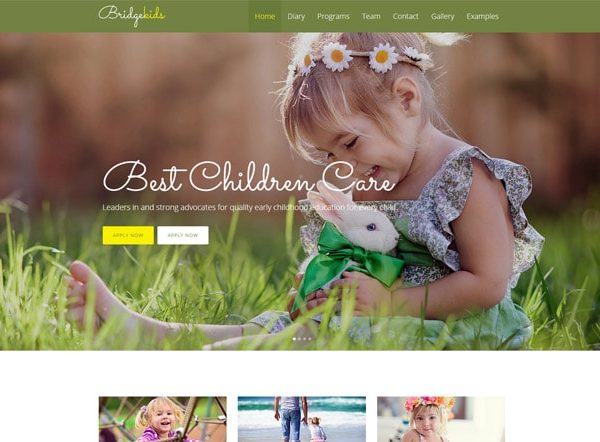 Bridgekids
Home Diary Programs Team Contact Gallery Examples
Best Children Care
Leaders in and strong advocates for quality early childhood education for every child.
APPLY NOW APPLY NOW